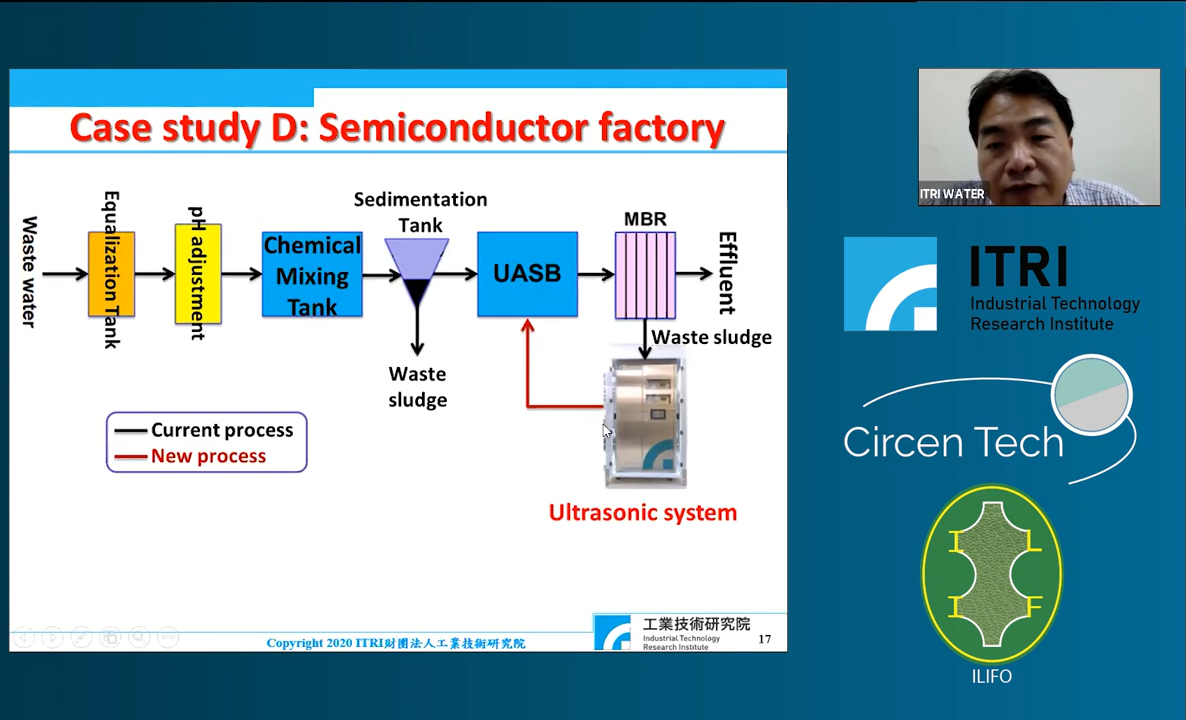 Case study D: Semiconductor factory
Waste water
Equalization Tank
pH adjustment
Chemical
Mixing
Tank
Sedimentation
Tank
UASB
MBR
Effluent
Waste
sludge
Waste sludge
Current process
New process
Ultrasonic system
Copyright 2020 ITRI財團法人工業技術研究院
工業技術研究院
Industrial Technology
Research Institute
17
ITRI WATER
ITRI
Industrial Technology
Research Institute
Circen Tech
I L
I F
ILIFO